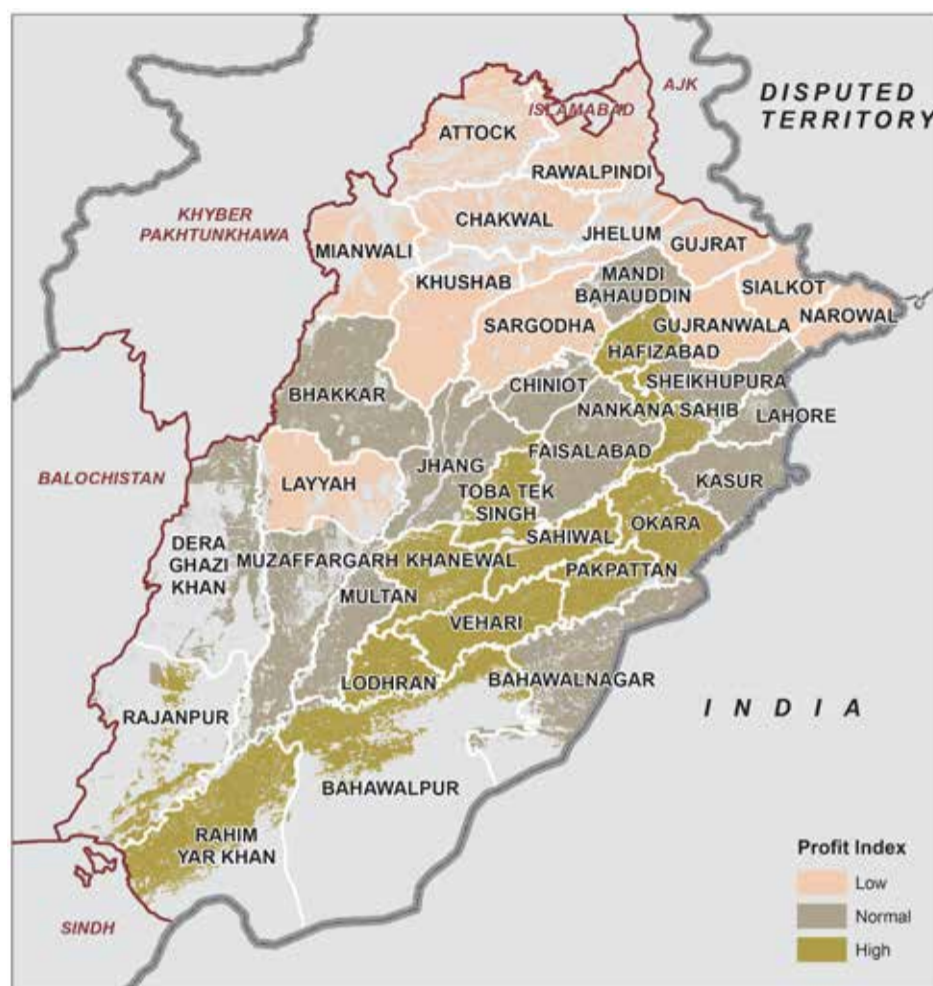 DISPUTED
TERRITORY
AJK
ISLAMABAD
ATTOCK
RAWALPINDI
KHYBER
PAKHTUNKHAWA
CHAKWAL
MIANWALI
JHELUM
GUJRAT
KHUSHAB
MANDI
BAHAUDDIN
SIALKOT
SARGODHA
GUJRANWALA
NAROWAL
HAFIZABAD
BHAKKAR
CHINIOT
SHEIKHUPURA
NANKANA SAHIB
LAHORE
FAISALABAD
JHANG
BALOCHISTAN
LAYYAH
TOBA TEK
SINGH
KASUR
OKARA
SAHIWAL
DERA
GHAZI
KHAN
MUZAFFARGARH
KHANEWAL
PAKPATTAN
MULTAN
VEHARI
LODHRAN
BAHAWALNAGAR
RAJANPUR
INDIA
BAHAWALPUR
RAHIM
YAR KHAN
SINDH
Profit Index
Low
Normal
High